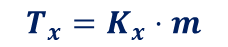 Tₓ = Kₓ · m